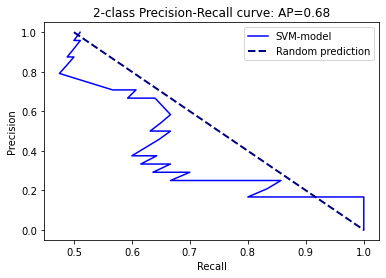 2-class Precision-Recall curve: AP=0.68
SVM-model
Random prediction
Precision
1.0
0.8
0.6
0.4
0.2
0.0
0.5
0.6
0.7
0.8
0.9
1.0
Recall